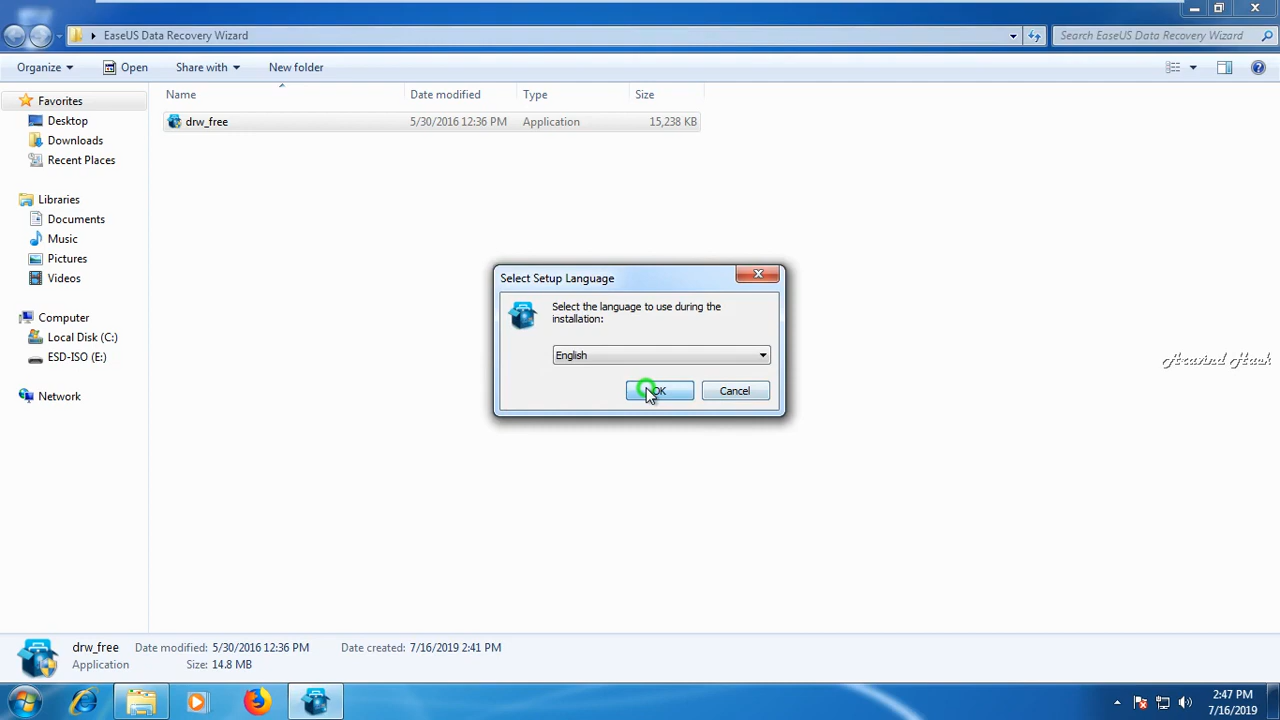 EaseUS Data Recovery Wizard
Search EaseUS Data Recovery Wizard
Organize
Open
Share with
New folder
Name
Date modified
Type
Size
Favorites
drw_free
5/30/2016 12:36 PM
Application
15,238 KB
Desktop
Downloads
Recent Places
Libraries
Documents
Music
Pictures
Videos
Computer
Local Disk (C:)
ESD-ISO (E:)
Network
Select Setup Language
Select the language to use during the
installation:
English
OK
Cancel
Aravind Hash
drw_free
Date modified: 5/30/2016 12:36 PM
Date created: 7/16/2019 2:41 PM
Application
Size: 14.8 MB
2:47 PM
7/16/2019